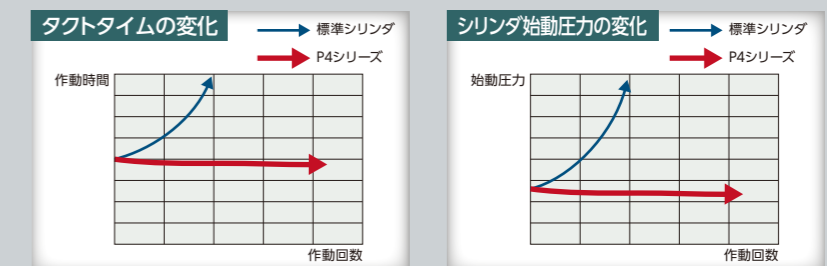 タクトタイムの変化
標準シリンダ
P4シリーズ
作動時間
作動回数
シリンダ始動圧力の変化
標準シリンダ
P4シリーズ
始動圧力
作動回数